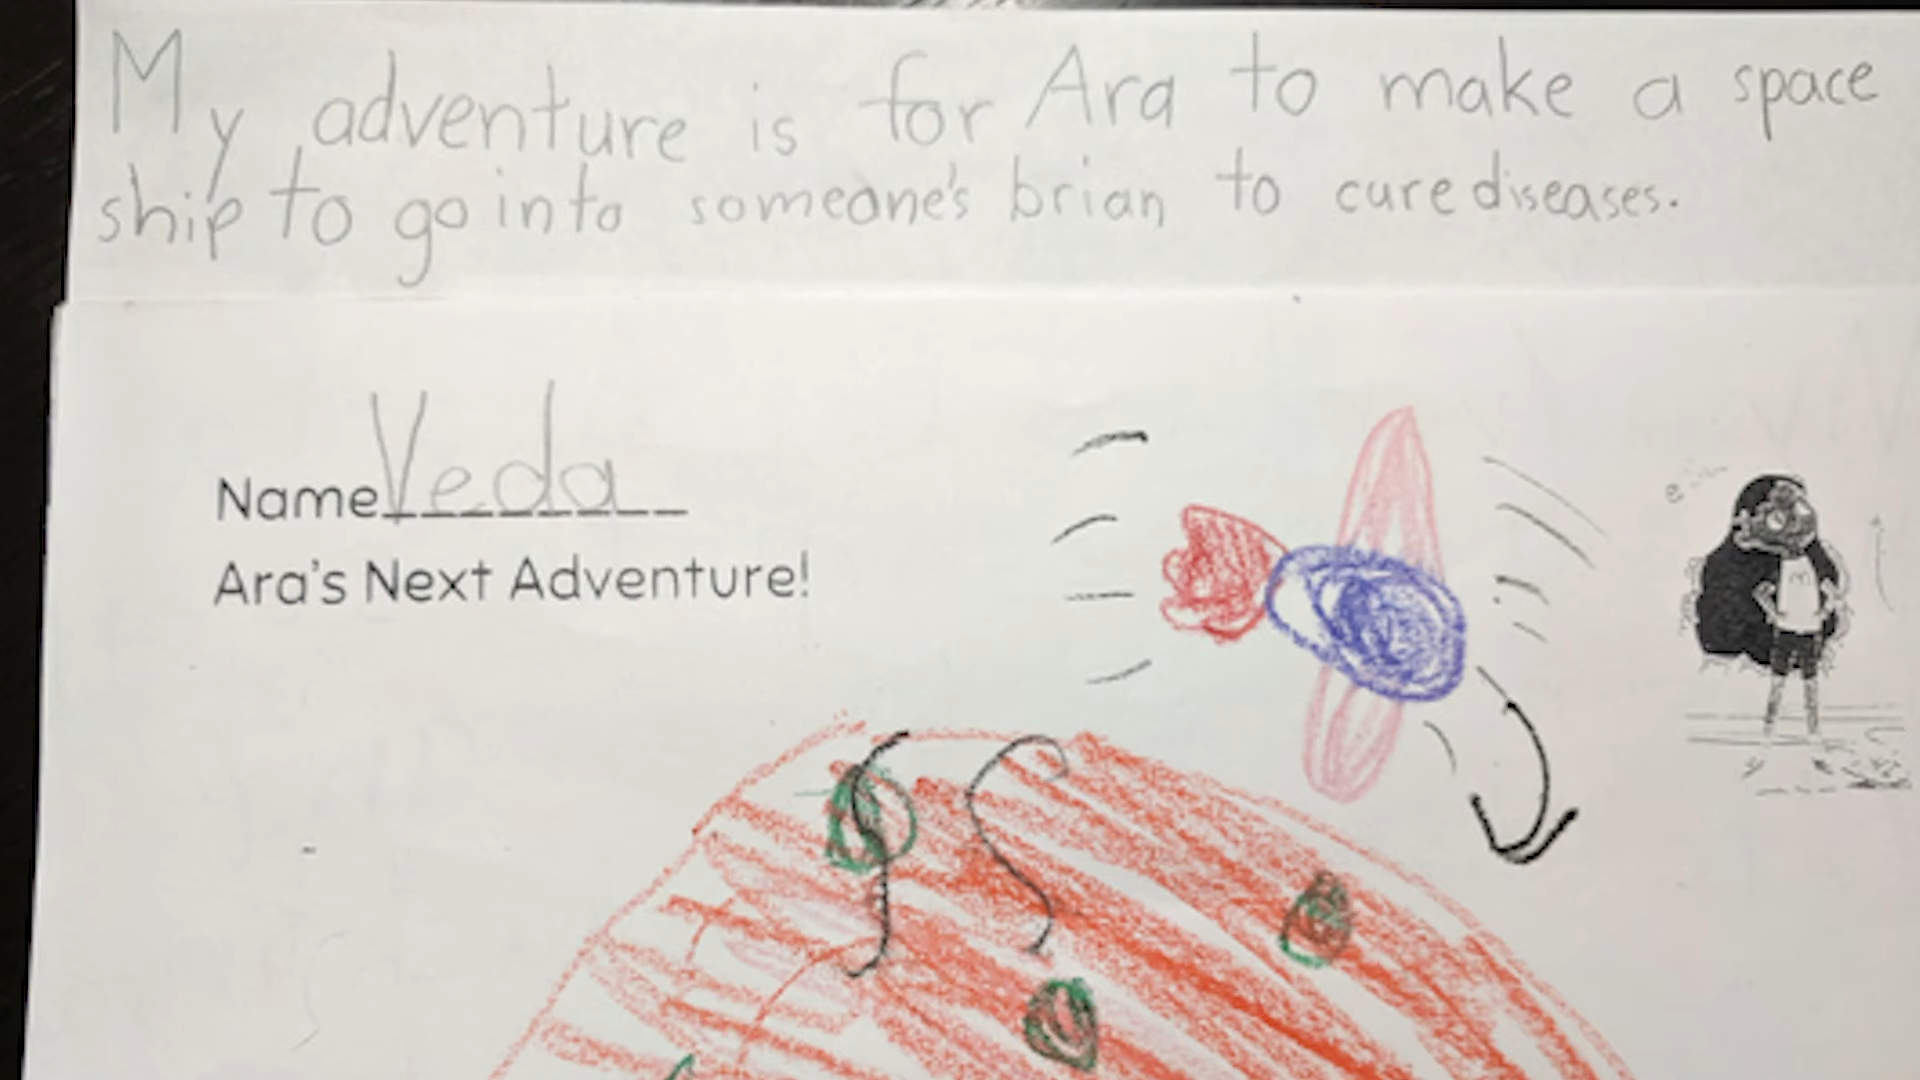 My adventure is for Ara to make a space
ship to go into someone's brian to cure diseases.
Name Veda
Ara's Next Adventure!